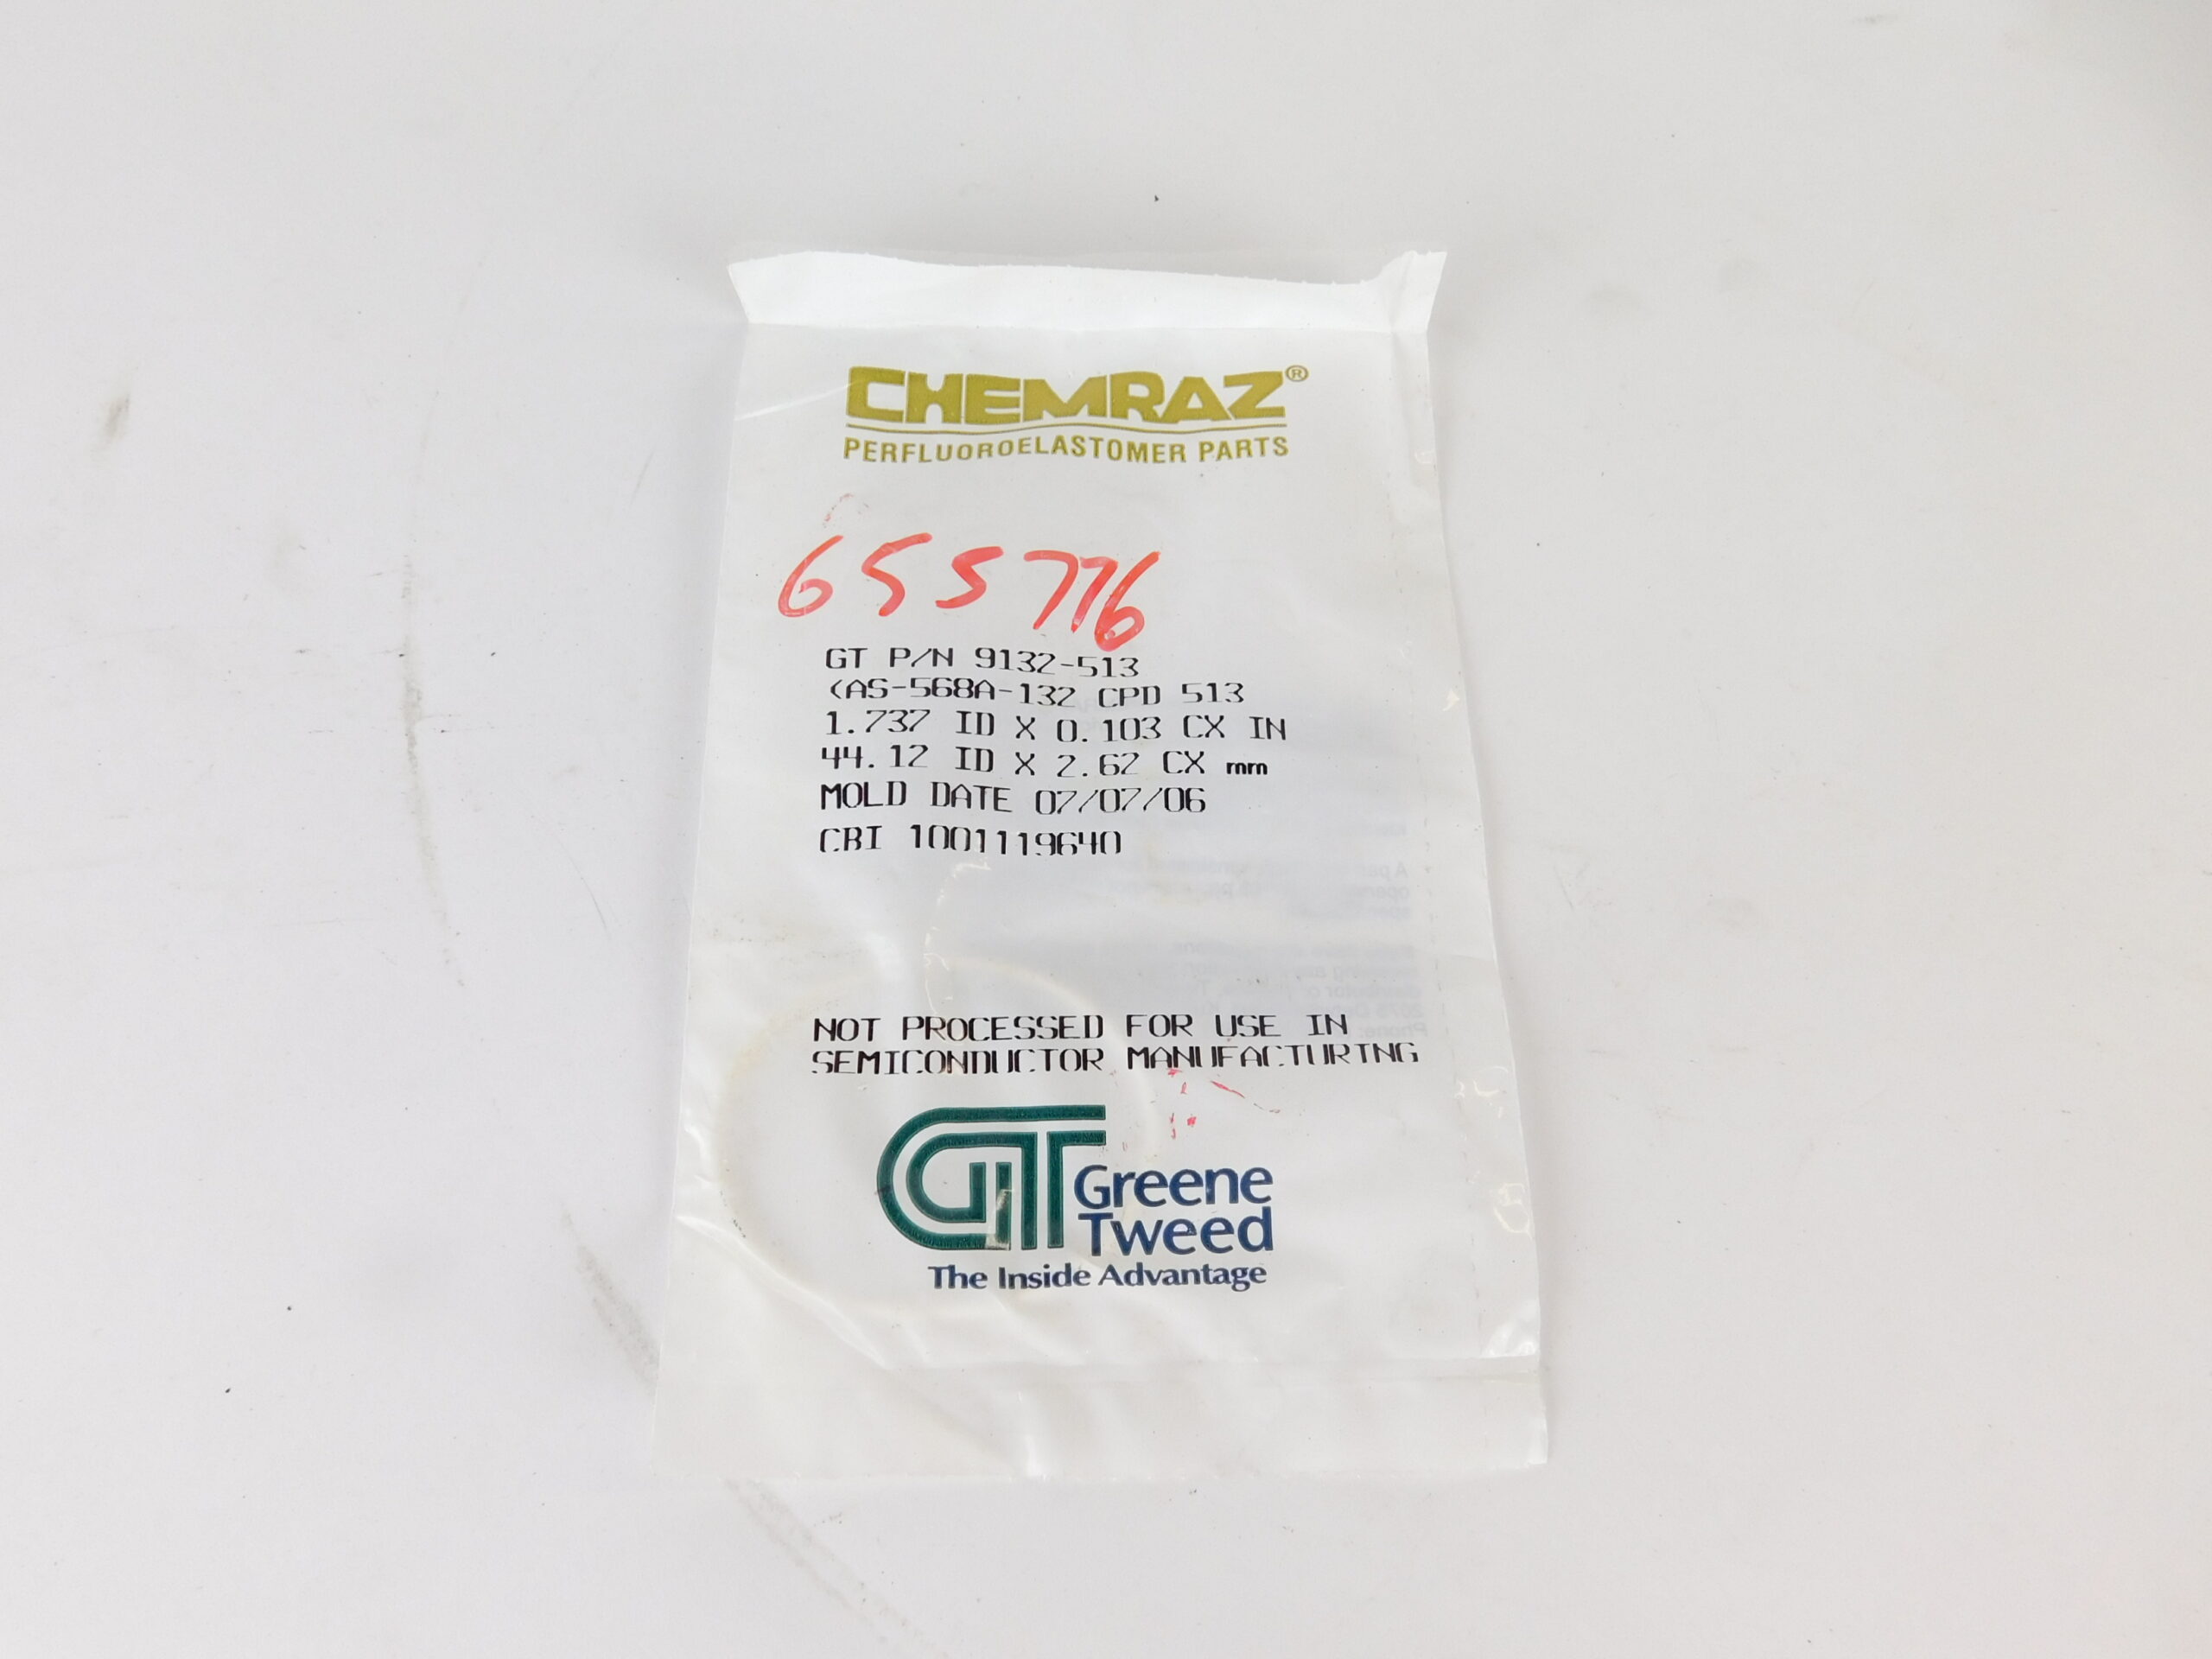 CHEMRAZ®
PERFLUOROELASTOMER PARTS
655776
GT P/N 9132-513
(AS-568A-132 CPD 513
1.737 ID X 0.103 CX IN
44.12 ID X 2.62 CX mm
MOLD DATE 07/07/06
CBI 1001119640
NOT PROCESSED FOR USE IN
SEMICONDUCTOR MANUFACTURING
GT Greene
Tweed
The Inside Advantage